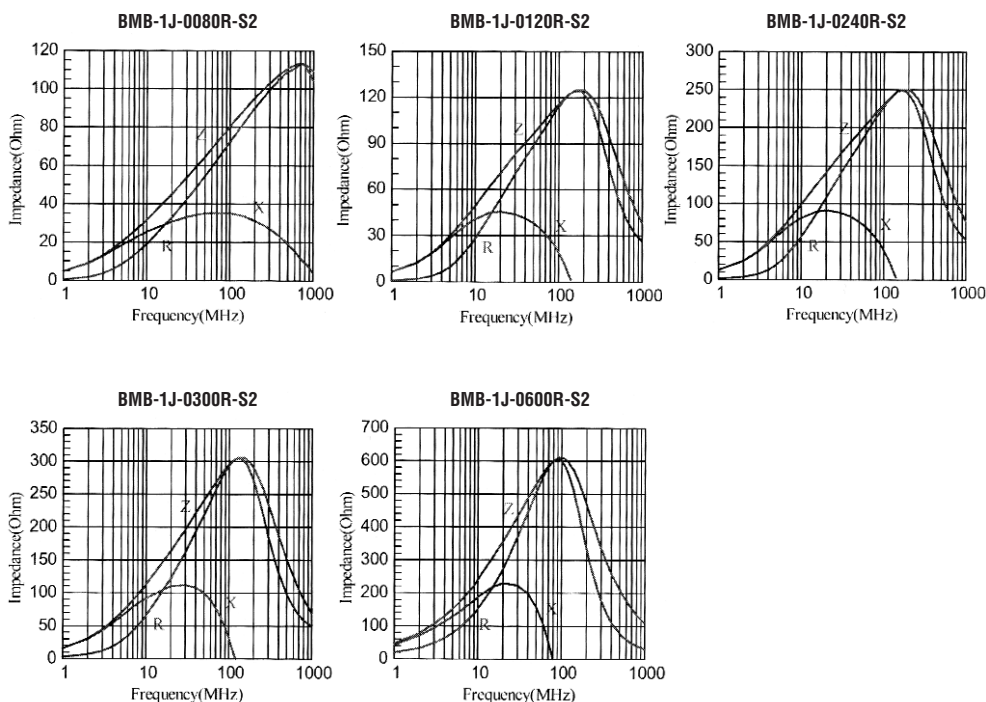 BMB-1J-0080R-S2
120
100
80
60
40
20
0
Impedance(Ohm)
Z
X
R
1 10 100 1000
Frequency(MHz)
BMB-1J-0120R-S2
150
120
90
60
30
0
Impedance(Ohm)
Z
X
R
1 10 100 1000
Frequency(MHz)
BMB-1J-0240R-S2
300
250
200
150
100
50
0
Impedance(Ohm)
Z
X
R
1 10 100 1000
Frequency(MHz)
BMB-1J-0300R-S2
350
300
250
200
150
100
50
0
Impedance(Ohm)
Z
X
R
1 10 100 1000
Frequency(MHz)
BMB-1J-0600R-S2
700
600
500
400
300
200
100
0
Impedance(Ohm)
Z
X
R
1 10 100 1000
Frequency(MHz)